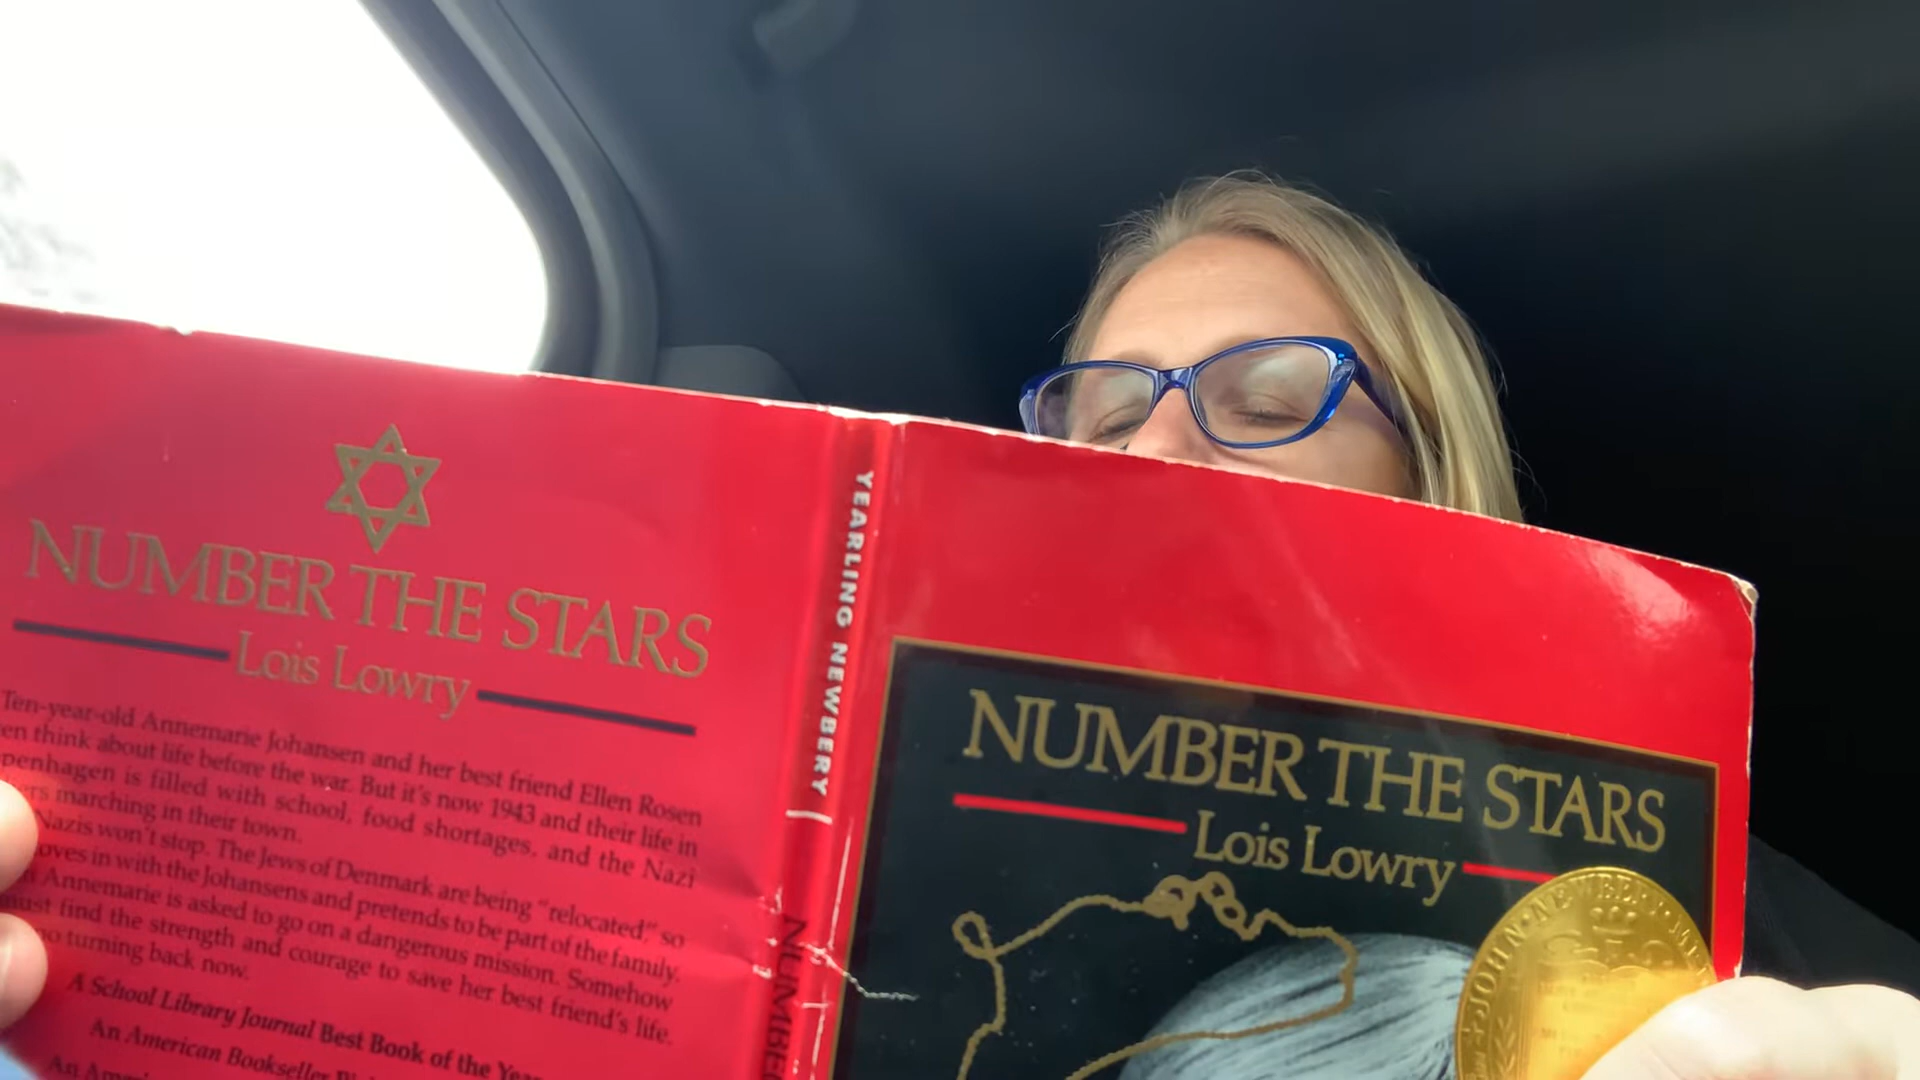 NUMBER THE STARS
Lois Lowry
Ten-year-old Annemarie Johansen and her best friend Ellen Rosen
think about life before the war. But it's now 1943 and their life in
is filled with school, food shortages, and the Nazi
marching in their town.
Nazis won't stop. The Jews of Denmark are being "relocated," so
in with the Johansens and pretends to be part of the family.
Annemarie is asked to go on a dangerous mission. Somehow
find the strength and courage to save her best friend's life.
turning back now.
A School Library Journal Best Book of the
An American Bookseller
An
YEARLING NEWBERY
NUMBER THE STARS
Lois Lowry
JOHN NEWBERY